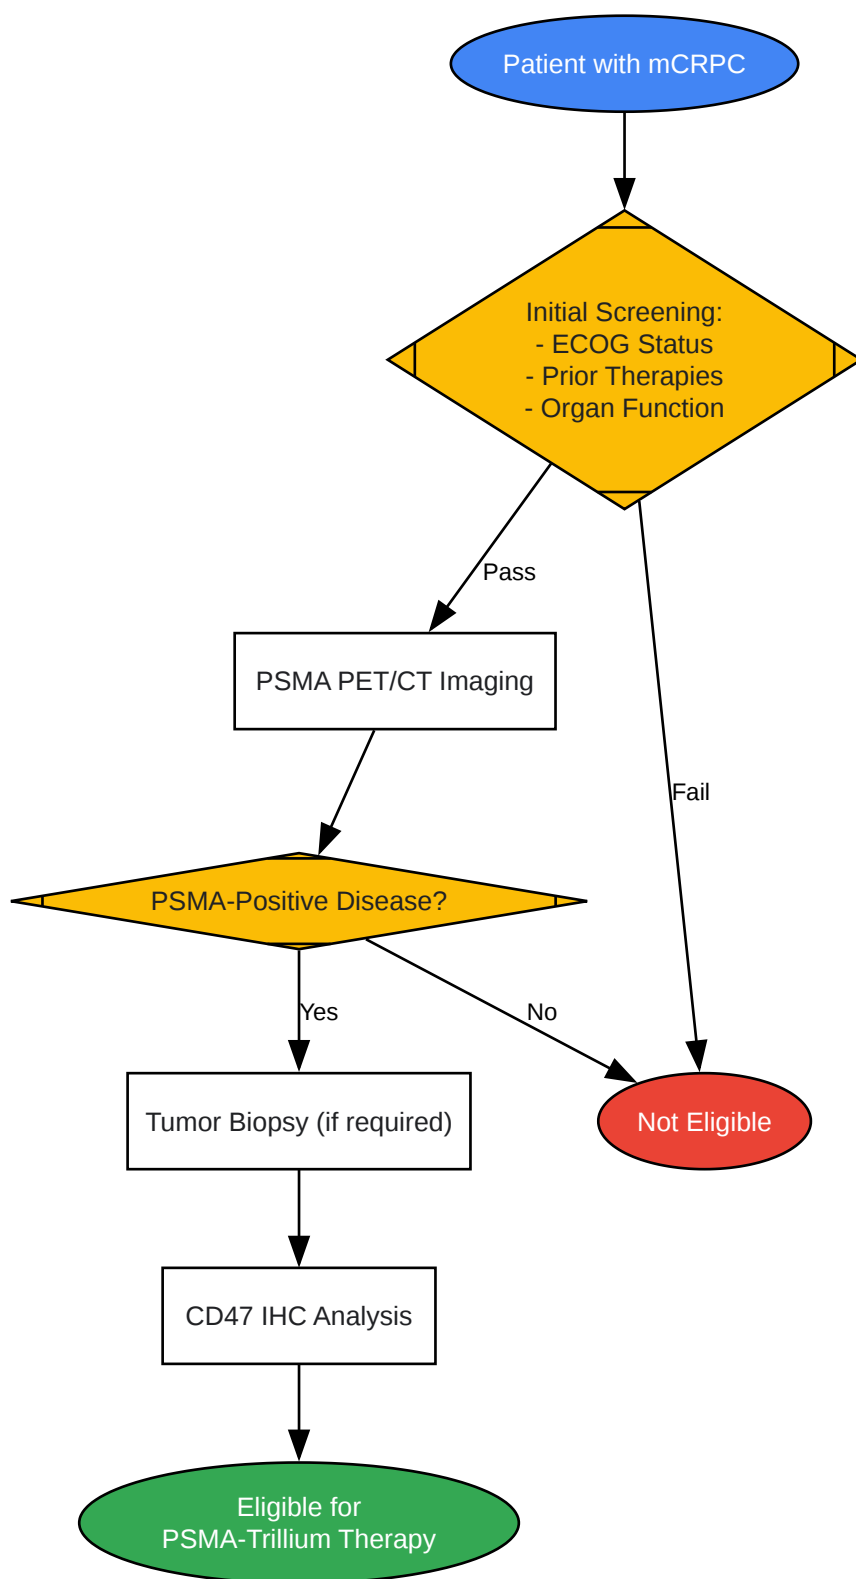 Patient with mCRPC
Initial Screening:
- ECOG Status
- Prior Therapies
- Organ Function
Pass
PSMA PET/CT Imaging
Fail
PSMA-Positive Disease?
Yes
No
Tumor Biopsy (if required)
Not Eligible
CD47 IHC Analysis
Eligible for
PSMA-Trillium Therapy